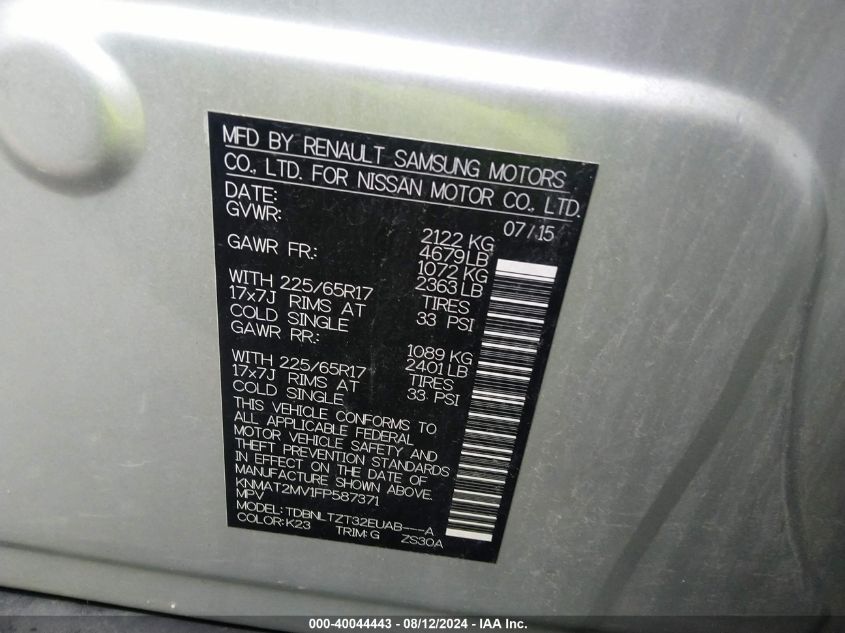 MFD BY RENAULT SAMSUNG MOTORS
CO., LTD. FOR NISSAN MOTOR CO., LTD.
DATE: 07/15
GVWR: 2122 KG
4679LB
GAWR FR.: 1072 KG
2363LB
WITH 225/65R17 TIRES
17x7J RIMS AT 33 PSI
COLD SINGLE
GAWR RR.: 1089 KG
2401LB
WITH 225/65R17 TIRES
17x7J RIMS AT 33 PSI
COLD SINGLE
THIS VEHICLE CONFORMS TO
ALL APPLICABLE FEDERAL
MOTOR VEHICLE SAFETY AND
THEFT PREVENTION STANDARDS
IN EFFECT ON THE DATE OF
MANUFACTURE SHOWN ABOVE.
KNMAT2MV1FP587371
MPV
MODEL: TDBNLTZT32EUAB---A
COLOR: K23 TRIM: G ZS30A
000-40044443 - 08/12/2024 - IAA Inc.